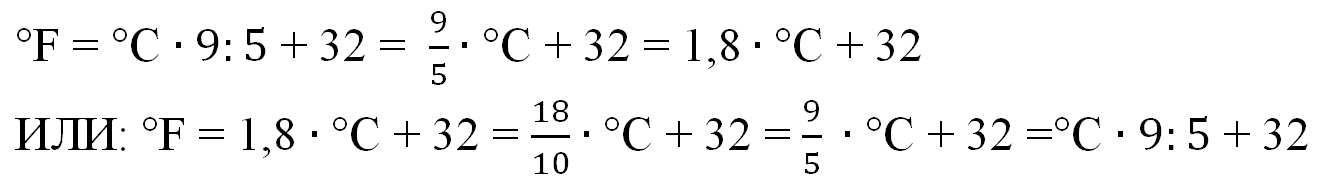 °F = °C · 9: 5 + 32 = 9/5 · °C + 32 = 1,8 · °C + 32
ИЛИ: °F = 1,8 · °C + 32 = 18/10 · °C + 32 = 9/5 · °C + 32 =°C · 9: 5 + 32